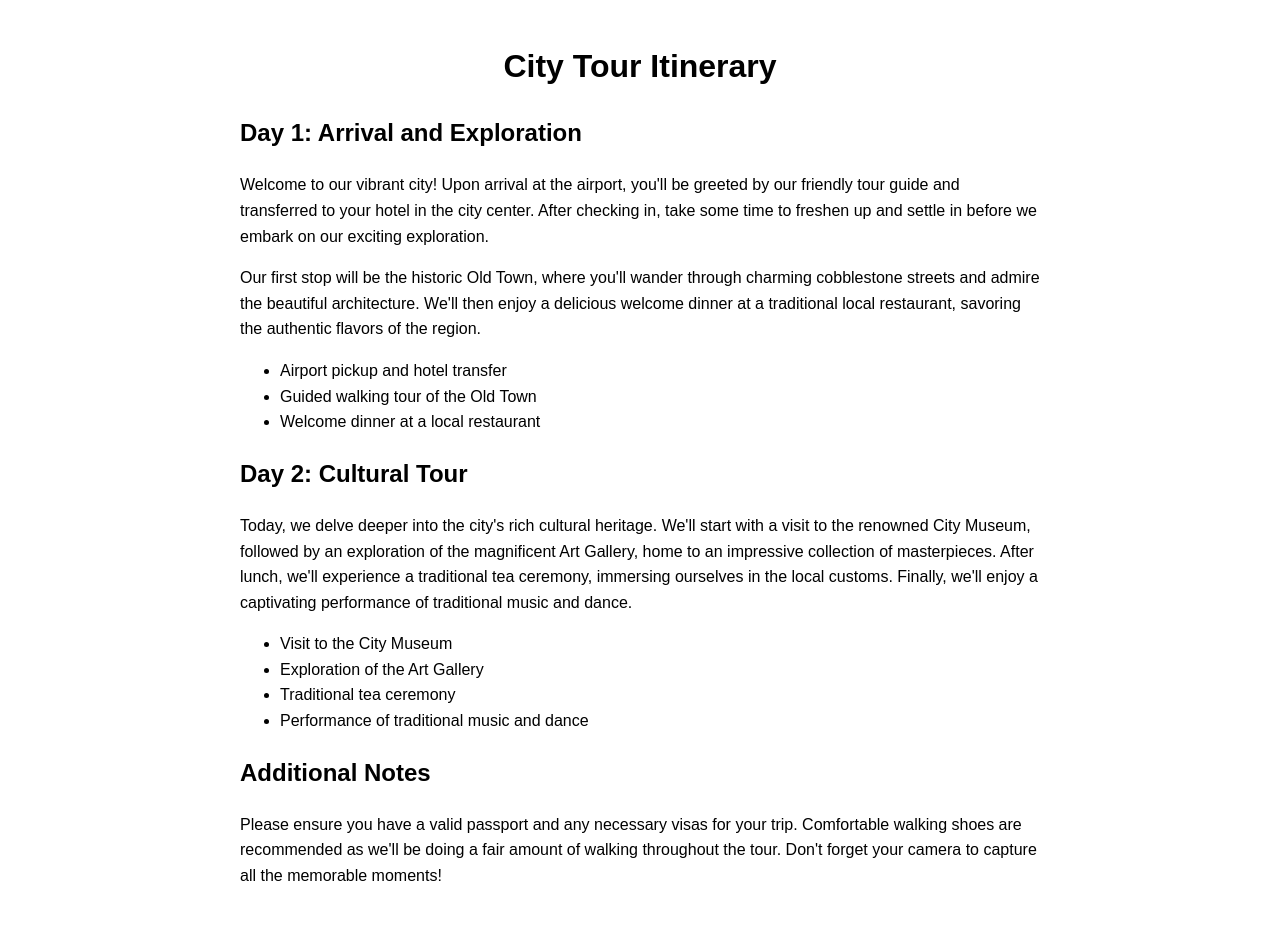 City Tour Itinerary
Day 1: Arrival and Exploration
Welcome to our vibrant city! Upon arrival at the airport, you'll be greeted by our friendly tour guide and
transferred to your hotel in the city center. After checking in, take some time to freshen up and settle in before we
embark on our exciting exploration.
Our first stop will be the historic Old Town, where you'll wander through charming cobblestone streets and admire
the beautiful architecture. We'll then enjoy a delicious welcome dinner at a traditional local restaurant, savoring
the authentic flavors of the region.
• Airport pickup and hotel transfer
• Guided walking tour of the Old Town
• Welcome dinner at a local restaurant
Day 2: Cultural Tour
Today, we delve deeper into the city's rich cultural heritage. We'll start with a visit to the renowned City Museum,
followed by an exploration of the magnificent Art Gallery, home to an impressive collection of masterpieces. After
lunch, we'll experience a traditional tea ceremony, immersing ourselves in the local customs. Finally, we'll enjoy a
captivating performance of traditional music and dance.
• Visit to the City Museum
• Exploration of the Art Gallery
• Traditional tea ceremony
• Performance of traditional music and dance
Additional Notes
Please ensure you have a valid passport and any necessary visas for your trip. Comfortable walking shoes are
recommended as we'll be doing a fair amount of walking throughout the tour. Don't forget your camera to capture
all the memorable moments!